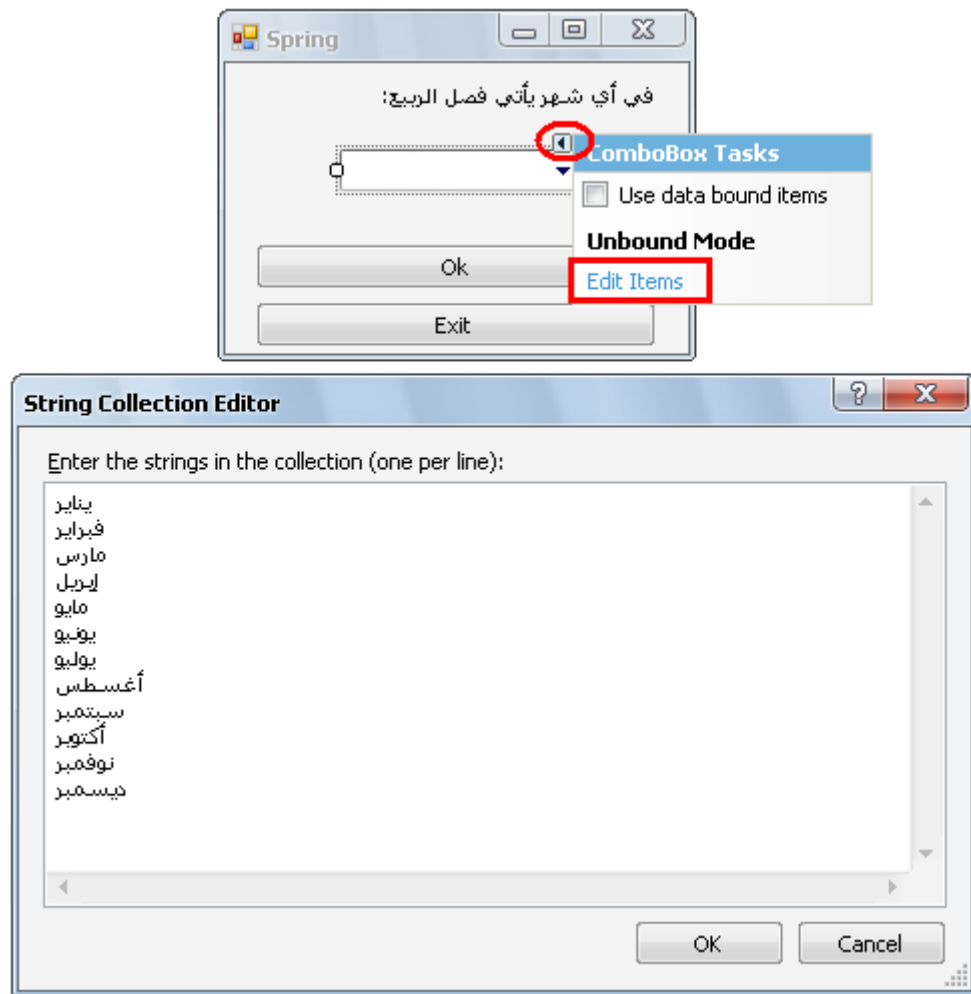 Spring
في أي شهر يأتي فصل الربيع:
ComboBox Tasks
Use data bound items
Unbound Mode
Edit Items
Ok
Exit
String Collection Editor
Enter the strings in the collection (one per line):
يناير
فبراير
مارس
إبريل
مايو
يونيو
يوليو
أغسطس
سبتمبر
أكتوبر
نوفمبر
ديسمبر
OK
Cancel